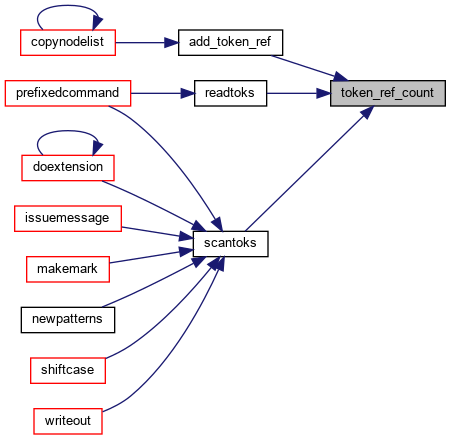 copynodelist
add_token_ref
prefixedcommand
readtoks
token_ref_count
doextension
issuemessage
scantoks
makemark
newpatterns
shiftcase
writeout